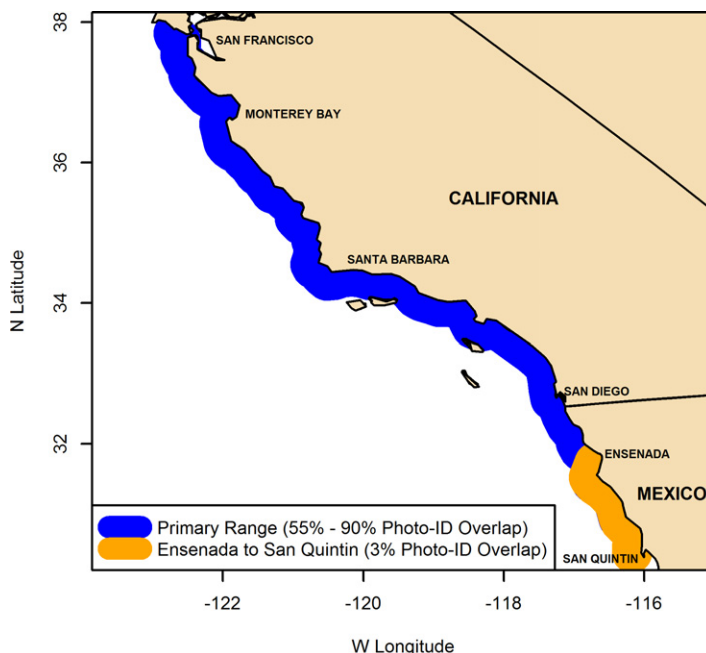 38
SAN FRANCISCO
MONTEREY BAY
36
CALIFORNIA
SANTA BARBARA
N Latitude
34
SAN DIEGO
32
ENSENADA
MEXICO
Primary Range (55% - 90% Photo-ID Overlap)
Ensenada to San Quintin (3% Photo-ID Overlap)
SAN QUINTIN
-122
-120
-118
-116
W Longitude